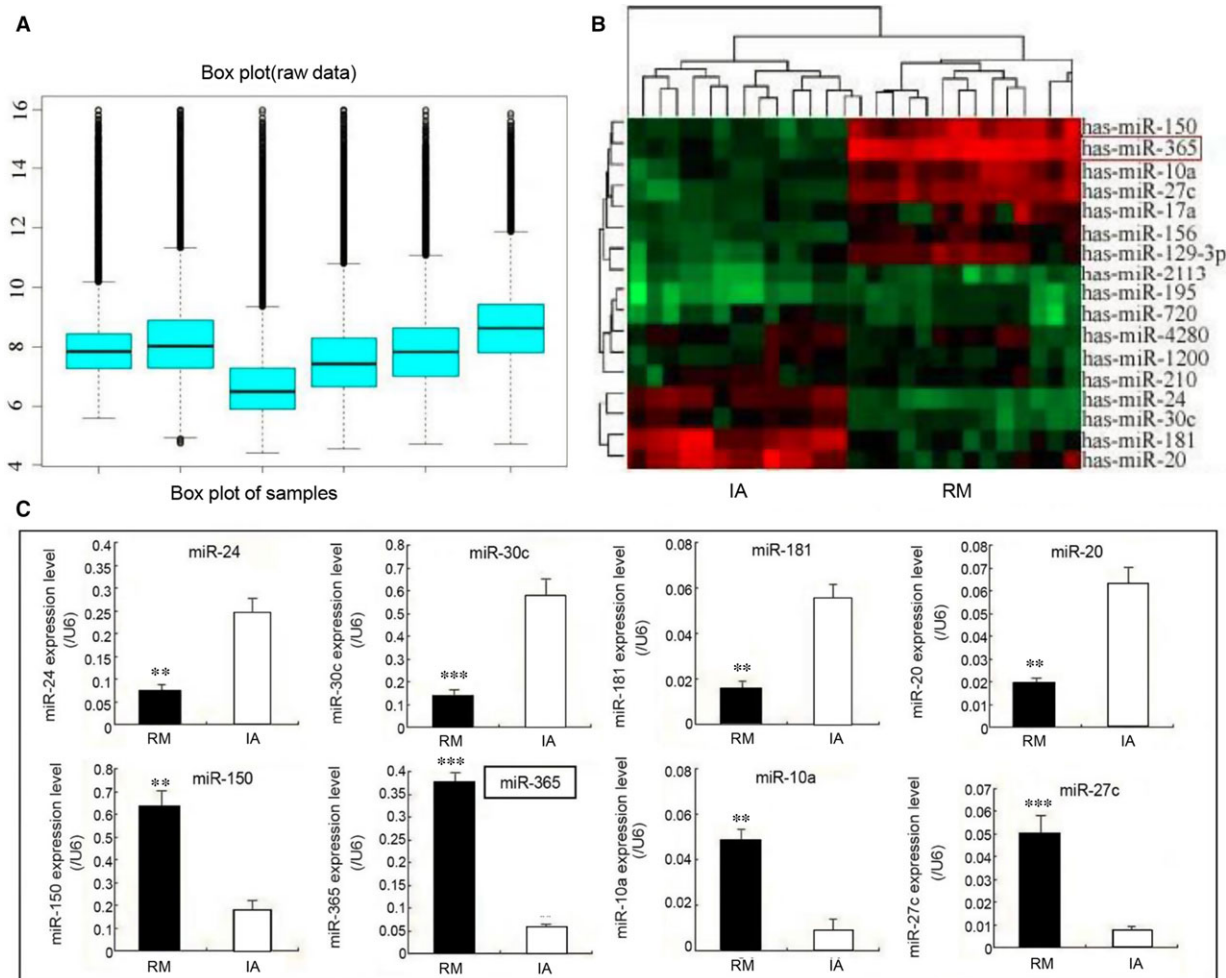 A
Box plot(raw data)
16
14
12
10
8
6
4
Box plot of samples
B
has-miR-150
has-miR-365
has-miR-10a
has-miR-27c
has-miR-17a
has-miR-156
has-miR-129-3p
has-miR-2113
has-miR-195
has-miR-720
has-miR-4280
has-miR-1200
has-miR-210
has-miR-24
has-miR-30c
has-miR-181
has-miR-20
IA RM
C
miR-24
miR-24 expression level
(/U6)
0.4
0.3
0.25
0.2
0.15
0.1
0.05
0
**
RM IA
miR-30c
miR-30c expression level
(/U6)
0.8
0.7
0.6
0.5
0.4
0.3
0.2
0.1
0
***
RM IA
miR-181
miR-181 expression level
(/U6)
0.08
0.06
0.04
0.02
0
**
RM IA
miR-20
miR-20 expression level
(/U6)
0.08
0.07
0.06
0.05
0.04
0.03
0.02
0.01
0
**
RM IA
miR-150
miR-150 expression level
(/U6)
0.8
0.7
0.6
0.5
0.4
0.3
0.2
0.1
0
**
RM IA
miR-365
miR-365 expression level
(/U6)
0.4
0.35
0.3
0.25
0.2
0.15
0.1
0.05
0
***
RM IA
miR-10a
miR-10a expression level
(/U6)
0.08
0.06
0.04
0.02
0
**
RM IA
miR-27c
miR-27c expression level
(/U6)
0.07
0.06
0.05
0.04
0.03
0.02
0.01
0
***
RM IA